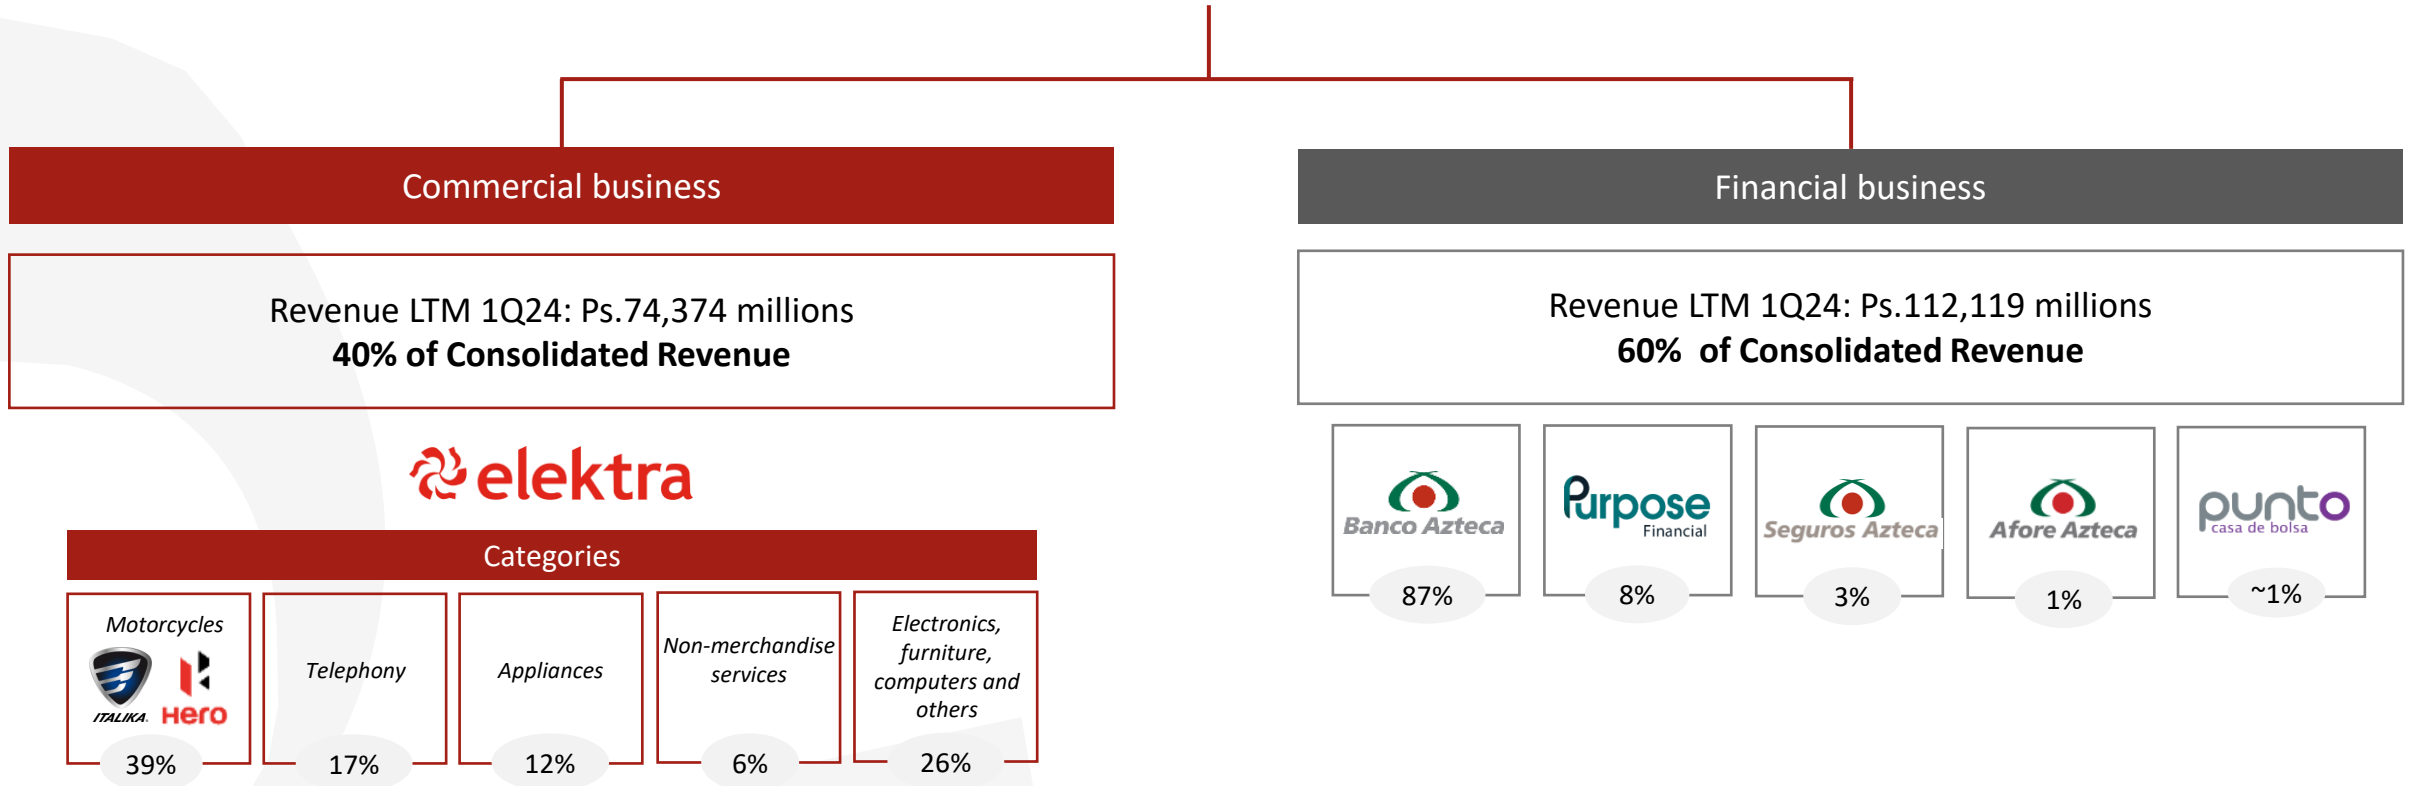 Commercial business
Revenue LTM 1Q24: Ps.74,374 millions
40% of Consolidated Revenue
elektra
Categories
Motorcycles
ITALIKA.
Hero
39%
Telephony
17%
Appliances
12%
Non-merchandise
services
6%
Electronics,
furniture,
computers and
others
26%
Financial business
Revenue LTM 1Q24: Ps.112,119 millions
60% of Consolidated Revenue
Banco Azteca
87%
Purpose
Financial
8%
Seguros Azteca
3%
Afore Azteca
1%
punto
casa de bolsa
~1%